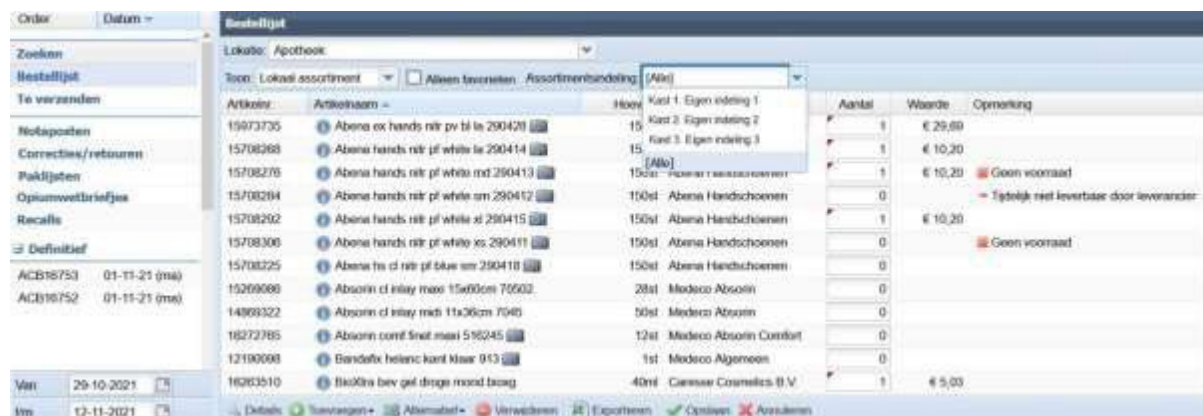 Order Datum
Bestellijst
Zoeken
Bestellijst
Te verzenden
Notaposten
Correcties/retouren
Paklijsten
Opiumwetbriefjes
Recalls
Definitief
ACB16753 01-11-21 (ma)
ACB16752 01-11-21 (ma)
Van 29-10-2021
t/m 12-11-2021
Lokatie: Apotheek
Toon: Lokaal assortiment Alleen favorieten Assortimentsindeling: [Alle]
Kast 1. Eigen indeling 1
Kast 2. Eigen indeling 2
Kast 3. Eigen indeling 3
[Alle]
Artikelnr. Artikelnaam Hoev Aantal Waarde Opmerking
15973735 Abena ex hands nitr pv bl la 290428 15 1 € 29,69
15708268 Abena hands nitr pf white la 290414 15 1 € 10,20
15708276 Abena hands nitr pf white md 290413 150st Abena Handschoenen 1 € 10,20 Geen voorraad
15708284 Abena hands nitr pf white sm 290412 150st Abena Handschoenen 0 Tijdelijk niet leverbaar door leverancier
15708292 Abena hands nitr pf white xl 290415 150st Abena Handschoenen 1 € 10,20
15708306 Abena hands nitr pf white xs 290411 150st Abena Handschoenen 0 Geen voorraad
15708225 Abena hs cl nitr pf blue sm 290418 150st Abena Handschoenen 0
15269086 Absorin cl inlay maxi 15x60cm 70502 28st Medeco Absorin 0
14869322 Absorin cl inlay midi 11x36cm 7045 50st Medeco Absorin 0
16272765 Absorin comf finet maxi 516245 12st Medeco Absorin Comfort 0
12190098 Bandafix helanc kant klaar 913 1st Medeco Algemeen 0
16263510 BioXtra bev gel droge mond bioxg 40ml Caresse Cosmetics B.V. 1 € 5,03
Details Toevoegen Alternatief Verwijderen Exporteren Opslaan Annuleren